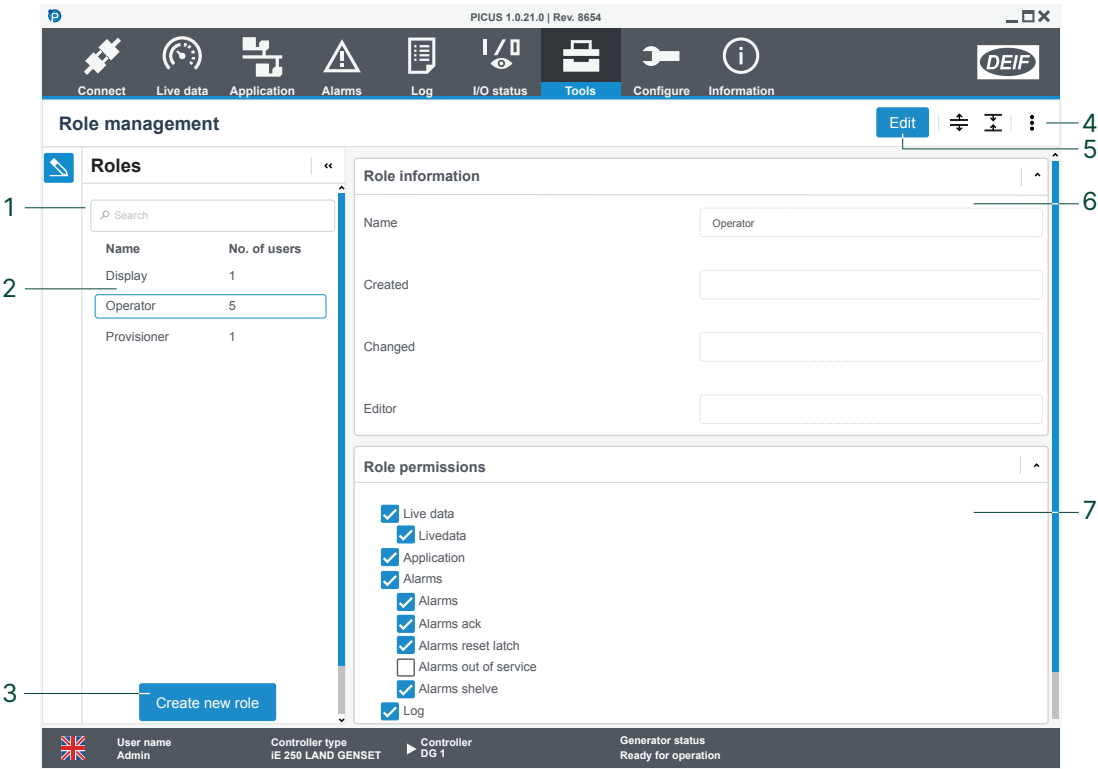 PICUS 1.0.21.0 | Rev. 8654
Connect Live data Application Alarms Log I/O status Tools Configure Information
DEIF
Role management
Edit
4
5
Roles
Role information
1
Search
6
Name
Operator
Name No. of users
2
Display 1
Operator 5
Provisioner 1
Created
Changed
Editor
Role permissions
7
Live data
Livedata
Application
Alarms
Alarms
Alarms ack
Alarms reset latch
Alarms out of service
Alarms shelve
Log
3
Create new role
User name
Admin
Controller type
iE 250 LAND GENSET
Controller
DG 1
Generator status
Ready for operation